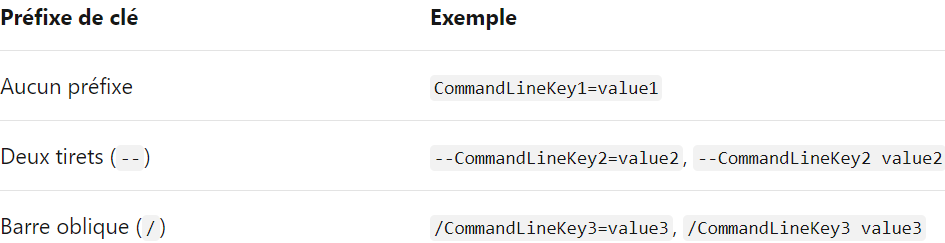 Préfixe de clé Exemple
Aucun préfixe CommandLineKey1=value1
Deux tirets (--) --CommandLineKey2=value2, --CommandLineKey2 value2
Barre oblique (/) /CommandLineKey3=value3, /CommandLineKey3 value3